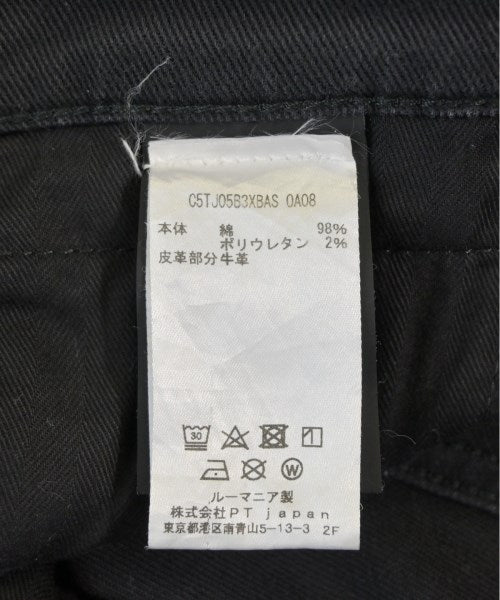 C5TJ05B3XBAS 0A08
本体 綿 98%
ポリウレタン 2%
皮革部分牛革
30
W
ルーマニア製
株式会社PT japan
東京都港区南青山5-13-3 2F